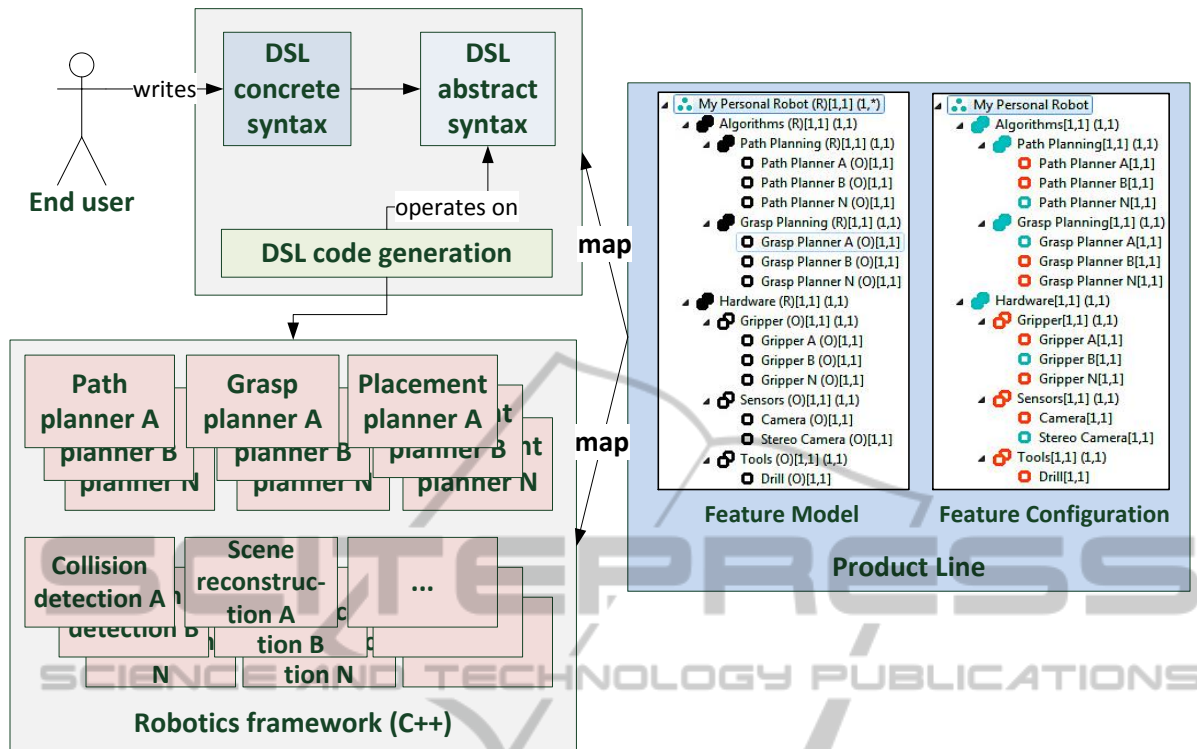 DSL
concrete
syntax
DSL
abstract
syntax
writes
End user
operates on
DSL code generation
map
map
Path
planner A
planner B
planner N
Grasp
planner A
planner B
planner N
Placement
planner A
planner B
planner N
Collision
detection A
detection B
N
Scene
reconstruc-
tion A
tion B
tion N
...
Robotics framework (C++)
My Personal Robot (R)[1,1] (1,*)
Algorithms (R)[1,1] (1,1)
Path Planning (R)[1,1] (1,1)
Path Planner A (O)[1,1]
Path Planner B (O)[1,1]
Path Planner N (O)[1,1]
Grasp Planning (R)[1,1] (1,1)
Grasp Planner A (O)[1,1]
Grasp Planner B (O)[1,1]
Grasp Planner N (O)[1,1]
Hardware (R)[1,1] (1,1)
Gripper (O)[1,1] (1,1)
Gripper A (O)[1,1]
Gripper B (O)[1,1]
Gripper N (O)[1,1]
Sensors (O)[1,1] (1,1)
Camera (O)[1,1]
Stereo Camera (O)[1,1]
Tools (O)[1,1] (1,1)
Drill (O)[1,1]
Feature Model
My Personal Robot
Algorithms[1,1] (1,1)
Path Planning[1,1] (1,1)
Path Planner A[1,1]
Path Planner B[1,1]
Path Planner N[1,1]
Grasp Planning[1,1] (1,1)
Grasp Planner A[1,1]
Grasp Planner B[1,1]
Grasp Planner N[1,1]
Hardware[1,1] (1,1)
Gripper[1,1] (1,1)
Gripper A[1,1]
Gripper B[1,1]
Gripper N[1,1]
Sensors[1,1] (1,1)
Camera[1,1]
Stereo Camera[1,1]
Tools[1,1] (1,1)
Drill[1,1]
Feature Configuration
Product Line
SCITEPRESS
SCIENCE AND TECHNOLOGY PUBLICATIONS